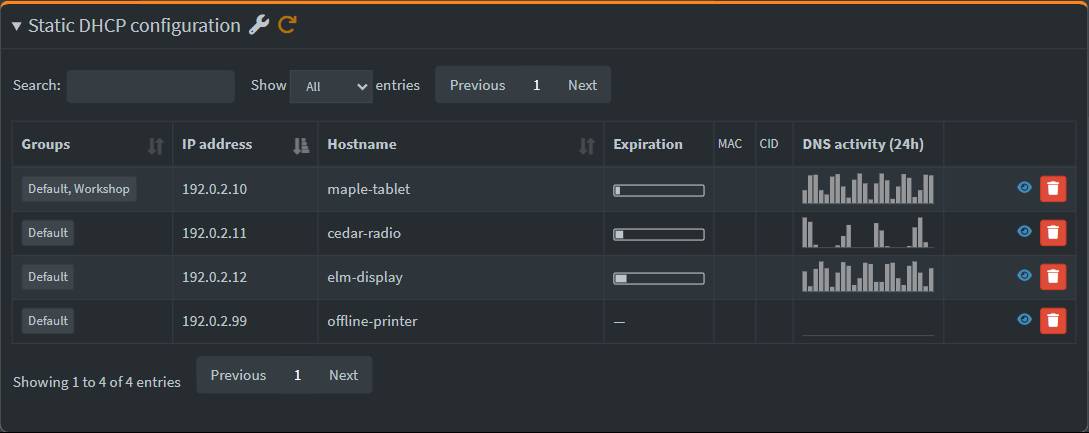 Static DHCP configuration
Search: Show All entries Previous 1 Next
Groups IP address Hostname Expiration MAC CID DNS activity (24h)
Default, Workshop 192.0.2.10 maple-tablet
Default 192.0.2.11 cedar-radio
Default 192.0.2.12 elm-display
Default 192.0.2.99 offline-printer —
Showing 1 to 4 of 4 entries Previous 1 Next